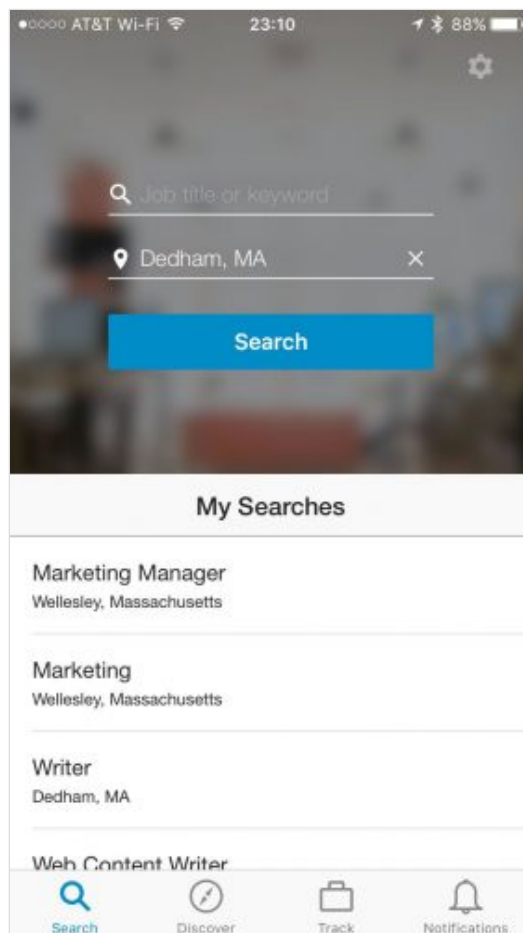 AT&T Wi-Fi 23:10 88%
Job title or keyword
Dedham, MA
Search
My Searches
Marketing Manager
Wellesley, Massachusetts
Marketing
Wellesley, Massachusetts
Writer
Dedham, MA
Web Content Writer
Search Discover Track Notifications